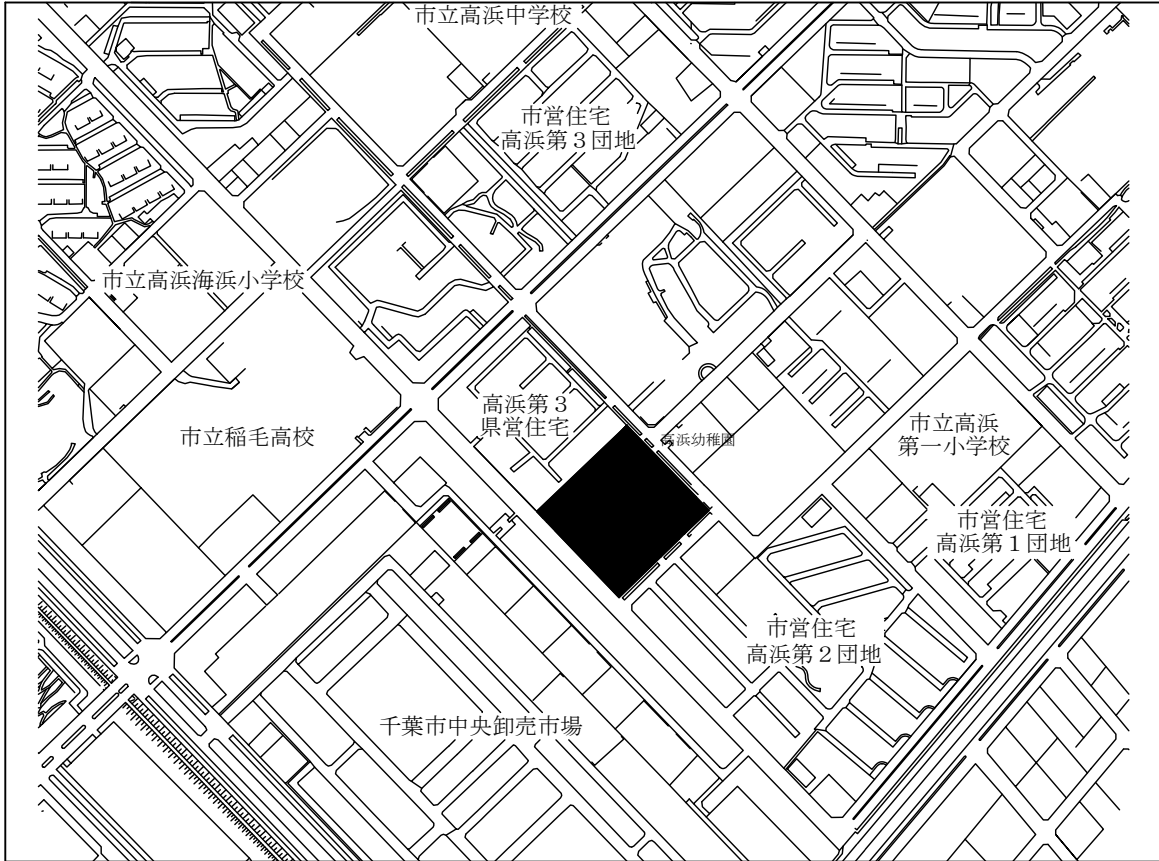 市立高浜中学校
市営住宅
高浜第３団地
市立高浜海浜小学校
高浜第３
県営住宅
市立稲毛高校
高浜幼稚園
市立高浜
第一小学校
市営住宅
高浜第１団地
市営住宅
高浜第２団地
千葉市中央卸売市場